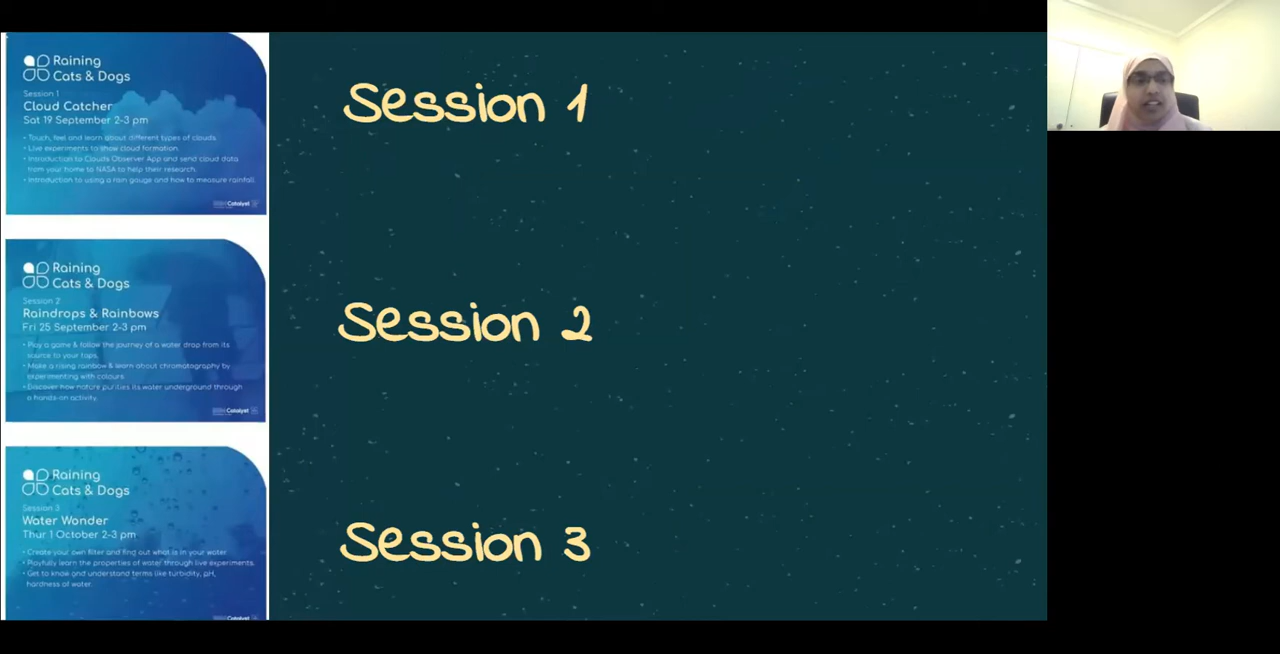 Raining
Cats & Dogs
Session 1
Cloud Catcher
Sat 19 September 2-3 pm
• Touch, feel and learn about different types of clouds.
• Live experiments to show cloud formation.
• Introduction to Clouds Observer App and send cloud data
from your home to NASA to help their research.
• Introduction to using a rain gauge and how to measure rainfall.
Catalyst
Session 1
Raining
Cats & Dogs
Session 2
Raindrops & Rainbows
Fri 25 September 2-3 pm
• Play a game & follow the journey of a water drop from its
source to your taps.
• Make a rising rainbow & learn about chromatography by
experimenting with colours.
• Discover how nature purifies its water underground through
a hands-on activity.
Catalyst
Session 2
Raining
Cats & Dogs
Session 3
Water Wonder
Thur 1 October 2-3 pm
• Create your own filter and find out what is in your water
• Playfully learn the properties of water through live experiments.
• Get to know and understand terms like turbidity, pH,
hardness of water.
Catalyst
Session 3